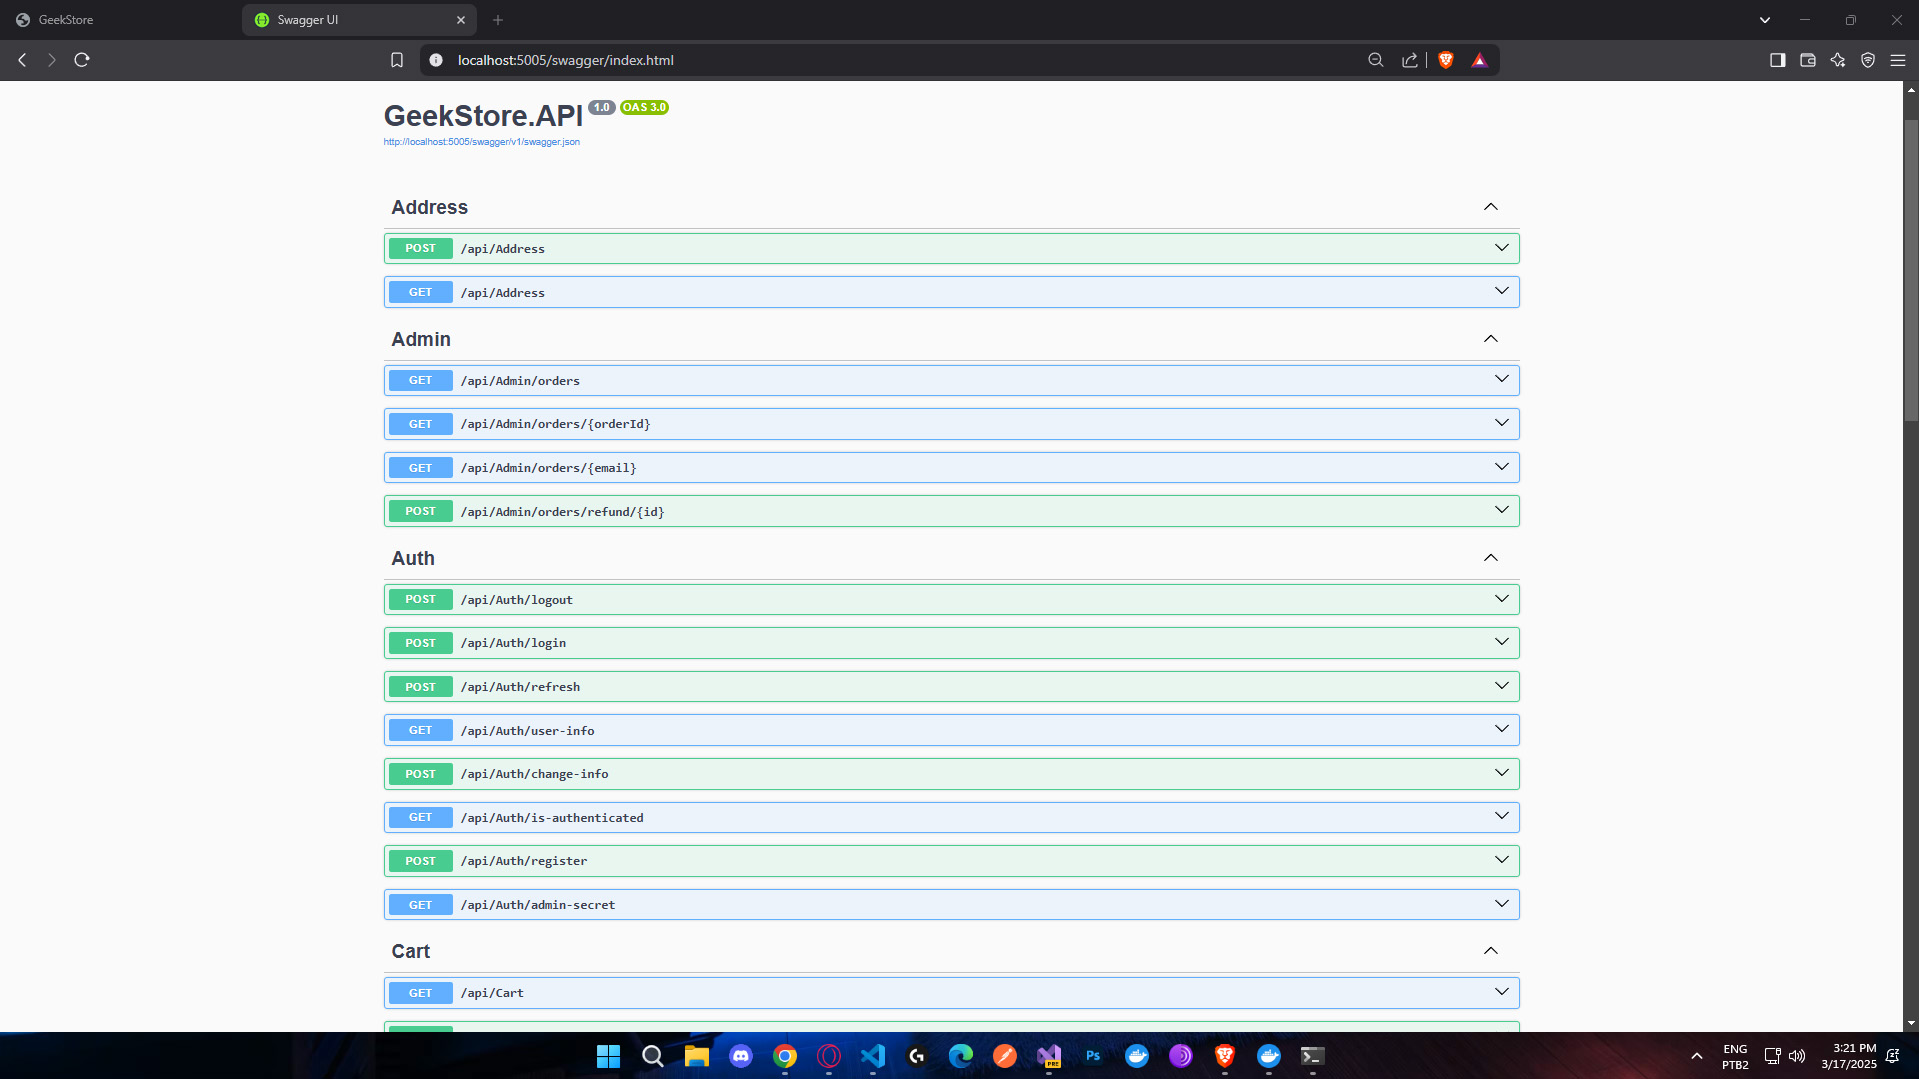 GeekStore
Swagger UI
localhost:5005/swagger/index.html
GeekStore.API 1.0 OAS 3.0
http://localhost:5005/swagger/v1/swagger.json
Address
POST /api/Address
GET /api/Address
Admin
GET /api/Admin/orders
GET /api/Admin/orders/{orderId}
GET /api/Admin/orders/{email}
POST /api/Admin/orders/refund/{id}
Auth
POST /api/Auth/logout
POST /api/Auth/login
POST /api/Auth/refresh
GET /api/Auth/user-info
POST /api/Auth/change-info
GET /api/Auth/is-authenticated
POST /api/Auth/register
GET /api/Auth/admin-secret
Cart
GET /api/Cart
PRE
Ps
ENG
PTB2
3:21 PM
3/17/2025